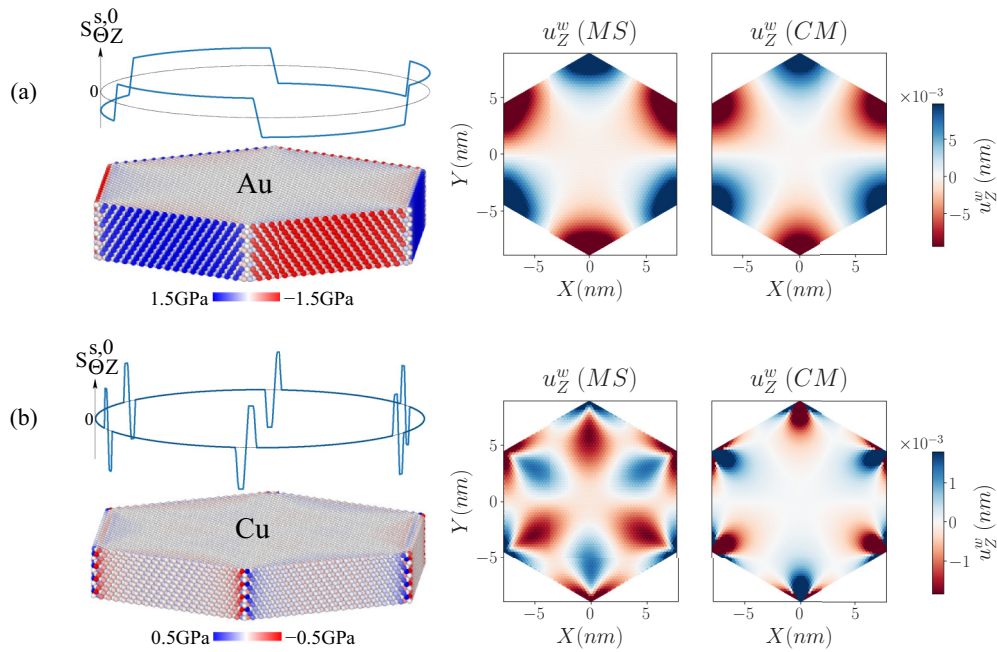 (a)
S^{s,0}_{ΘZ}
0
Au
1.5GPa −1.5GPa
u^w_Z (MS)
u^w_Z (CM)
Y(nm)
5
0
−5
−5 0 5
X(nm)
−5 0 5
X(nm)
×10^{−3}
5
0
−5
u^w_Z (nm)
(b)
S^{s,0}_{ΘZ}
0
Cu
0.5GPa −0.5GPa
u^w_Z (MS)
u^w_Z (CM)
Y(nm)
5
0
−5
−5 0 5
X(nm)
−5 0 5
X(nm)
×10^{−3}
1
0
−1
u^w_Z (nm)